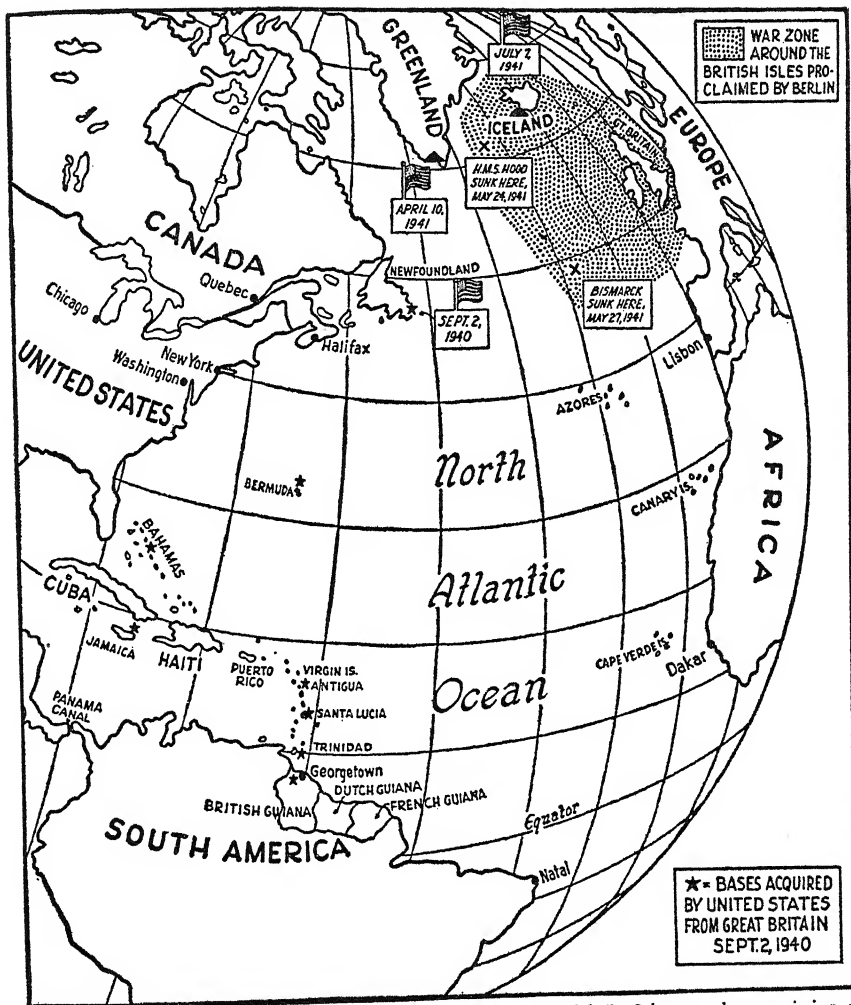 WAR ZONE
AROUND THE
BRITISH ISLES PRO-
CLAIMED BY BERLIN
JULY 7,
1941
GREENLAND
ICELAND
GT. BRITAIN
EUROPE
H.M.S. HOOD
SUNK HERE,
MAY 24, 1941
APRIL 10,
1941
CANADA
NEWFOUNDLAND
Quebec
BISMARCK
SUNK HERE,
MAY 27, 1941
SEPT. 2,
1940
Chicago
Halifax
Lisbon
New York
Washington
UNITED STATES
AZORES
North
AFRICA
BERMUDA
CANARY IS.
BAHAMAS
Atlantic
CUBA
JAMAICA
HAITI
PUERTO
RICO
VIRGIN IS.
ANTIGUA
CAPE VERDE IS.
Dakar
Ocean
PANAMA
CANAL
SANTA LUCIA
TRINIDAD
Georgetown
DUTCH GUIANA
BRITISH GUIANA
FRENCH GUIANA
Equator
SOUTH AMERICA
Natal
★ = BASES ACQUIRED
BY UNITED STATES
FROM GREAT BRITAIN
SEPT. 2, 1940